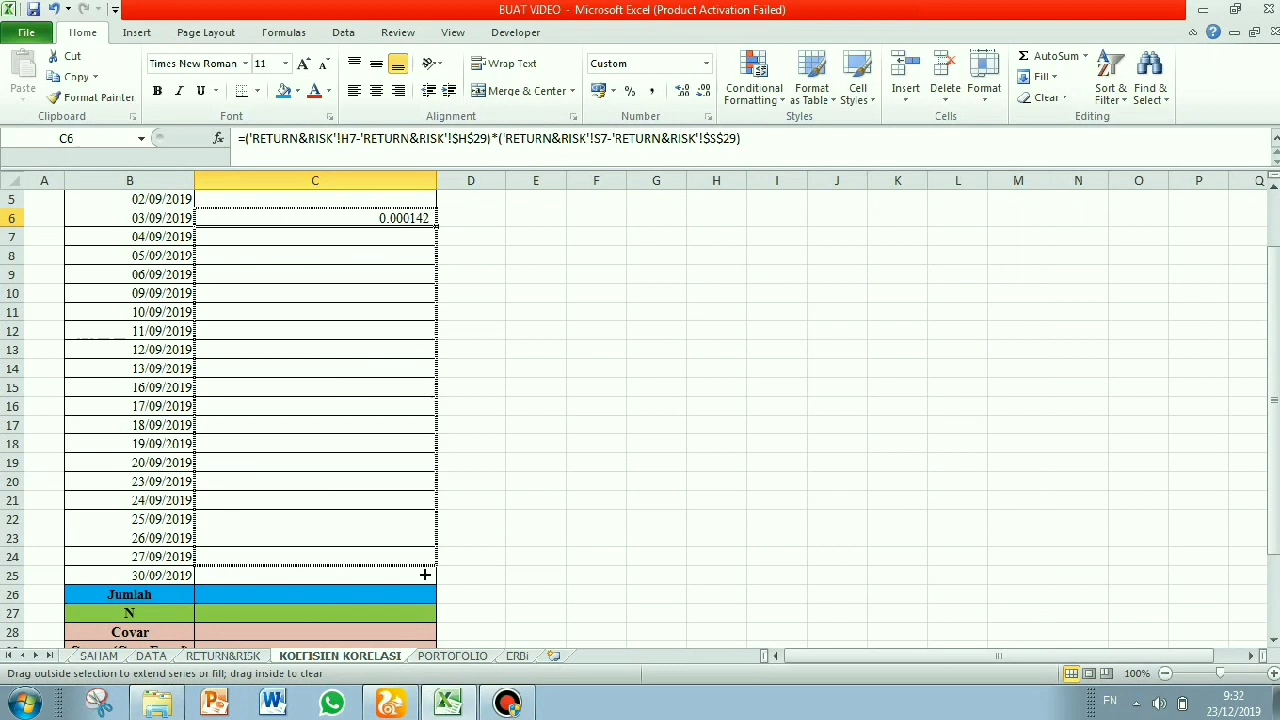 BUAT VIDEO - Microsoft Excel (Product Activation Failed)
File Home Insert Page Layout Formulas Data Review View Developer
Paste
Cut
Copy
Format Painter
Times New Roman 11
B I U
Wrap Text
Merge & Center
Custom
Conditional Formatting
Format as Table
Cell Styles
Insert
Delete
Format
AutoSum
Fill
Clear
Sort & Filter
Find & Select
Clipboard Font Alignment Number Styles Cells Editing
C6 fx =('RETURN&RISK'!H7-'RETURN&RISK'!$H$29)*('RETURN&RISK'!S7-'RETURN&RISK'!$S$29)
A B C D E F G H I J K L M N O P Q
5 02/09/2019
6 03/09/2019 0.000142
7 04/09/2019
8 05/09/2019
9 06/09/2019
10 09/09/2019
11 10/09/2019
12 11/09/2019
13 12/09/2019
14 13/09/2019
15 16/09/2019
16 17/09/2019
17 18/09/2019
18 19/09/2019
19 20/09/2019
20 23/09/2019
21 24/09/2019
22 25/09/2019
23 26/09/2019
24 27/09/2019
25 30/09/2019
26 Jumlah
27 N
28 Covar
SAHAM DATA RETURN&RISK KOEFISIEN KORELASI PORTOFOLIO ERBi
Drag outside selection to extend series or fill; drag inside to clear
100%
EN
9:32
23/12/2019